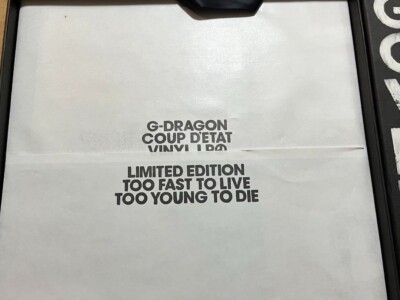 G-DRAGON
COUP D'ETAT
VINYL LP
LIMITED EDITION
TOO FAST TO LIVE
TOO YOUNG TO DIE